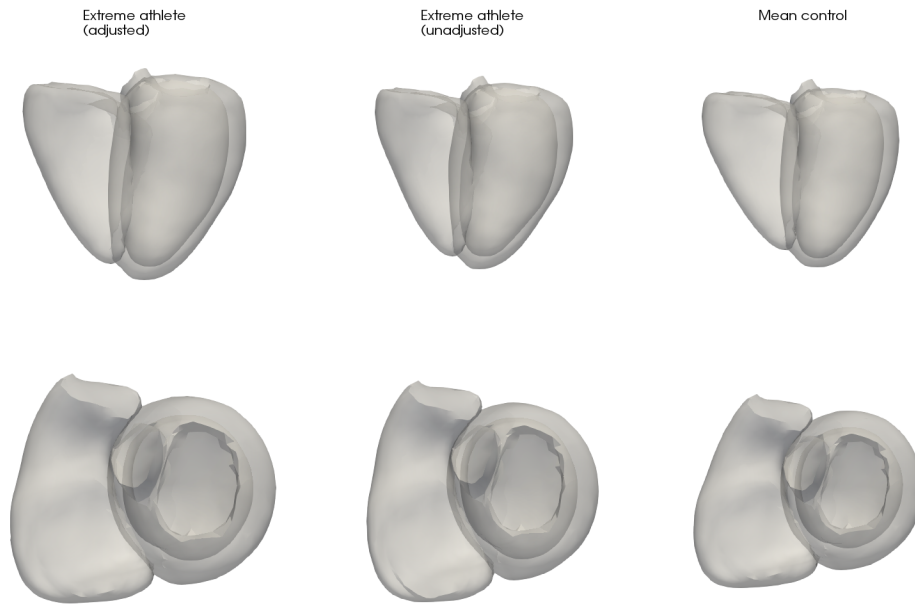 Extreme athlete
(adjusted)
Extreme athlete
(unadjusted)
Mean control